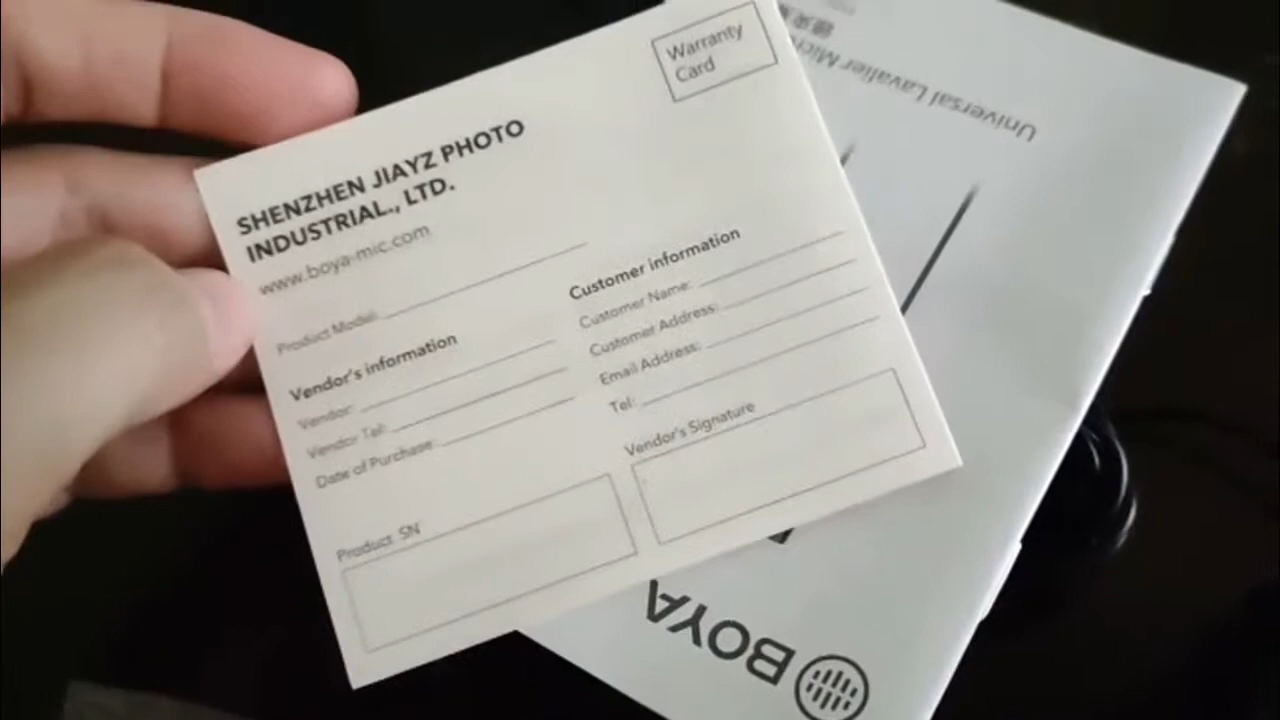 Warranty
Card
SHENZHEN JIAYZ PHOTO
INDUSTRIAL., LTD.
www.boya-mic.com
Product Model:
Vendor's information
Vendor:
Vendor Tel:
Date of Purchase:
Product SN
Customer information
Customer Name:
Customer Address:
Email Address:
Tel:
Vendor's Signature
Universal Lavalier
BOYA